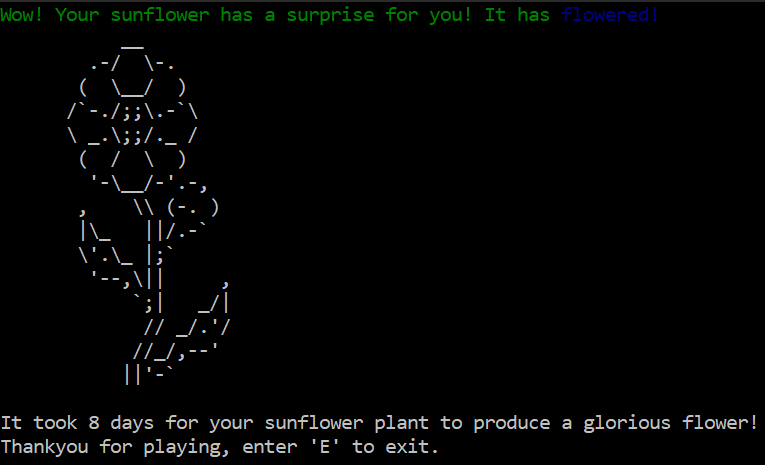 Wow! Your sunflower has a surprise for you! It has flowered!
It took 8 days for your sunflower plant to produce a glorious flower!
Thankyou for playing, enter 'E' to exit.